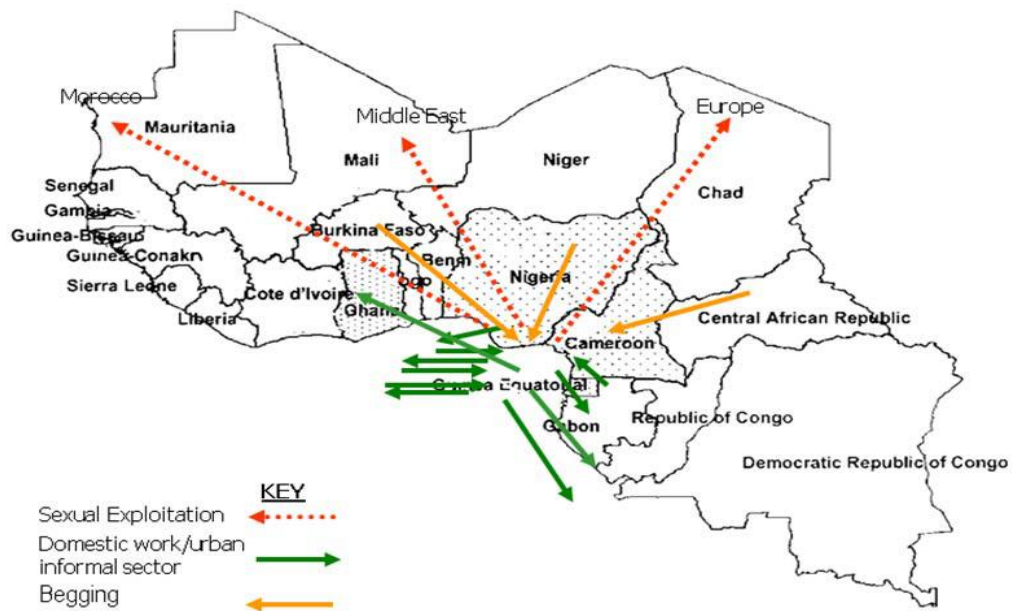 Morocco
Mauritania
Middle East
Europe
Mali
Niger
Chad
Senegal
Gambia
Burkina Faso
Guinea-Bissau
Guinea-Conakri
Benin
Nigeria
Sierra Leone
Cote d'Ivoire
Ghana
ogo
Liberia
Central African Republic
Cameroon
Equatorial
Gabon
Republic of Congo
Democratic Republic of Congo
KEY
Sexual Exploitation
Domestic work/urban
informal sector
Begging